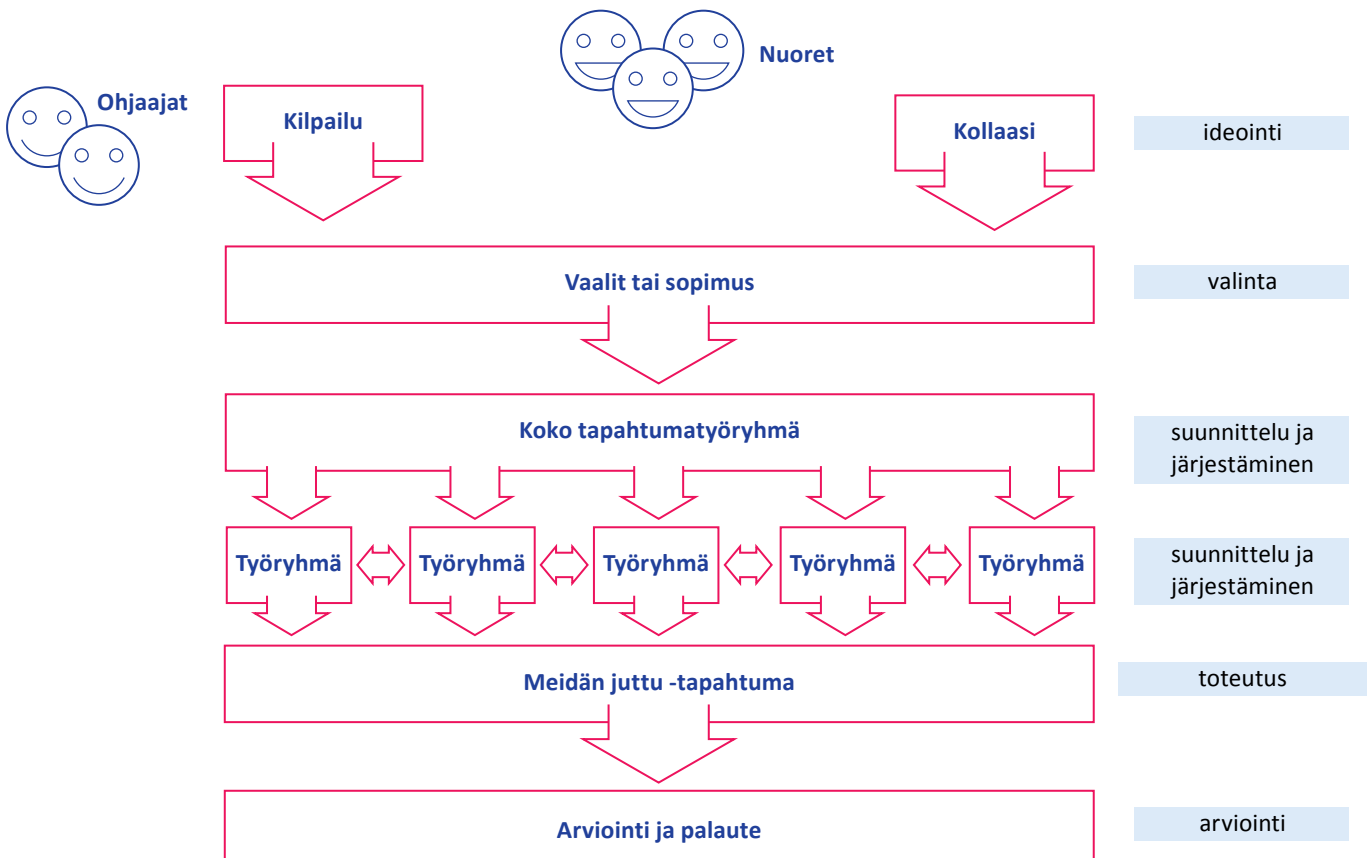 Nuoret
Ohjaajat
Kilpailu
Kollaasi
ideointi
Vaalit tai sopimus
valinta
Koko tapahtumatyöryhmä
suunnittelu ja
järjestäminen
Työryhmä
Työryhmä
Työryhmä
Työryhmä
Työryhmä
suunnittelu ja
järjestäminen
Meidän juttu -tapahtuma
toteutus
Arviointi ja palaute
arviointi